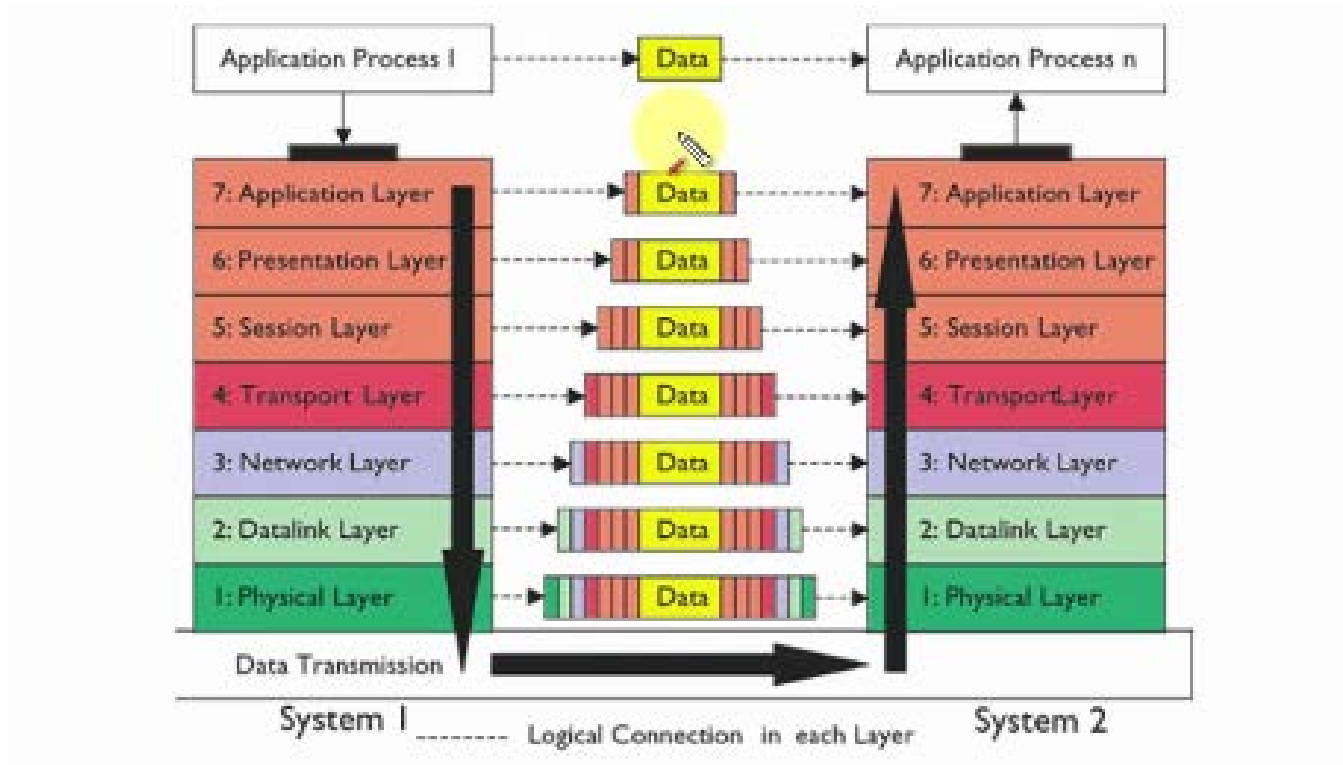 Application Process 1
Data
Application Process n
7: Application Layer
Data
7: Application Layer
6: Presentation Layer
Data
6: Presentation Layer
5: Session Layer
Data
5: Session Layer
4: Transport Layer
Data
4: TransportLayer
3: Network Layer
Data
3: Network Layer
2: Datalink Layer
Data
2: Datalink Layer
1: Physical Layer
Data
1: Physical Layer
Data Transmission
System 1
Logical Connection in each Layer
System 2